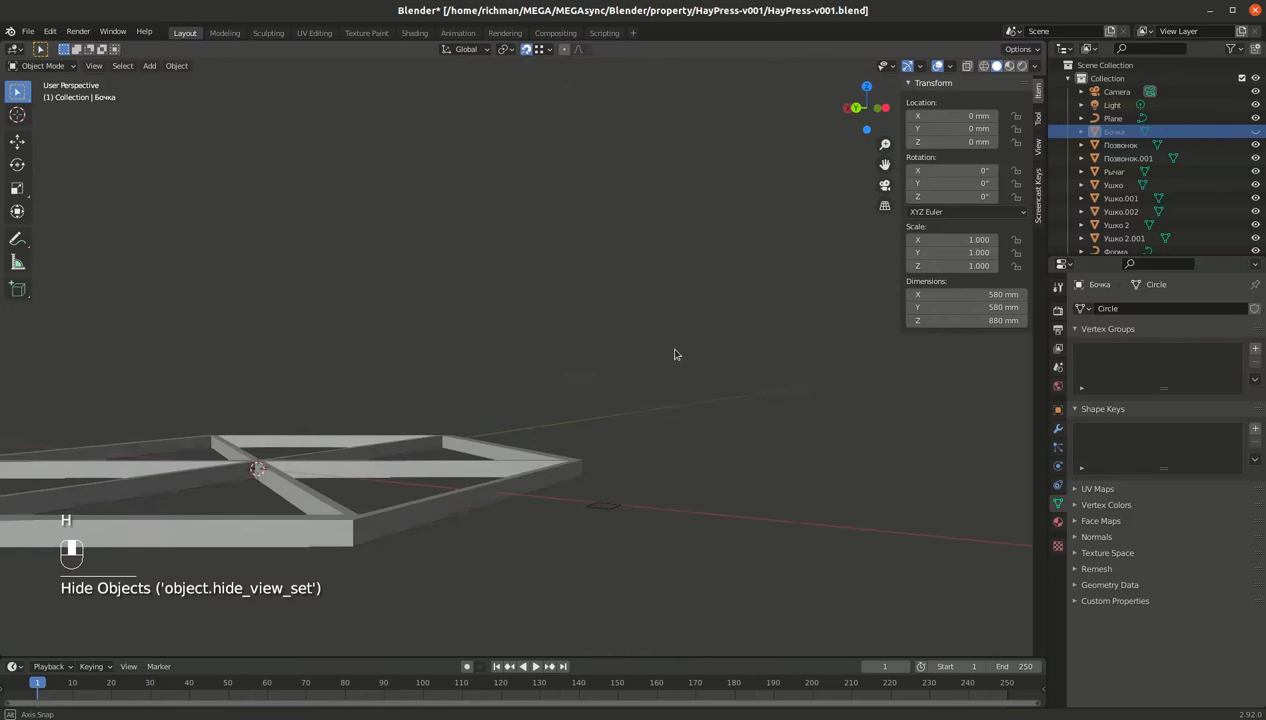 Blender* [/home/richman/MEGA/MEGAsync/Blender/property/HayPress-v001/HayPress-v001.blend]
File Edit Render Window Help Layout Modeling Sculpting UV Editing Texture Paint Shading Animation Rendering Compositing Scripting + Scene View Layer
Global Options
Object Mode View Select Add Object
User Perspective
(1) Collection | Бочка
Z
X Y
Transform
Location:
X 0 mm
Y 0 mm
Z 0 mm
Rotation:
X 0°
Y 0°
Z 0°
XYZ Euler
Scale:
X 1.000
Y 1.000
Z 1.000
Dimensions:
X 580 mm
Y 580 mm
Z 880 mm
Item
Tool
View
Screencast Keys
Scene Collection
Collection
Camera
Light
Plane
Бочка
Позвонок
Позвонок.001
Рычаг
Ушко
Ушко.001
Ушко.002
Ушко 2
Ушко 2.001
Форма
Бочка Circle
Circle
Vertex Groups
Shape Keys
UV Maps
Vertex Colors
Face Maps
Normals
Texture Space
Remesh
Geometry Data
Custom Properties
H
Hide Objects ('object.hide_view_set')
Playback Keying View Marker 1 Start 1 End 250
1 10 20 30 40 50 60 70 80 90 100 110 120 130 140 150 160 170 180 190 200 210 220 230 240 250
Alt Axis Snap 2.92.0